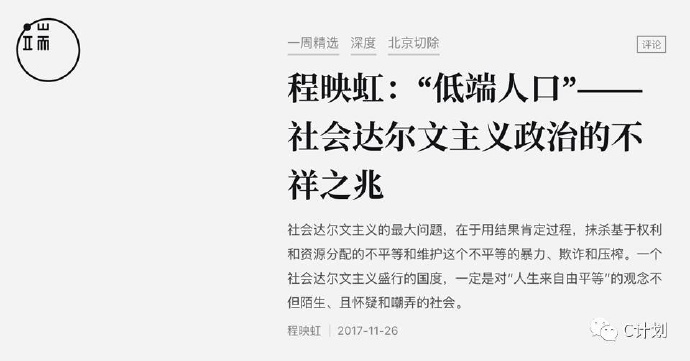 端
一周精选 深度 北京切除
评论
程映虹：“低端人口”——
社会达尔文主义政治的不
祥之兆
社会达尔文主义的最大问题，在于用结果肯定过程，抹杀基于权利
和资源分配的不平等和维护这个不平等的暴力、欺诈和压榨。一个
社会达尔文主义盛行的国度，一定是对“人生来自由平等”的观念不
但陌生、且怀疑和嘲弄的社会。
程映虹 | 2017-11-26
C计划